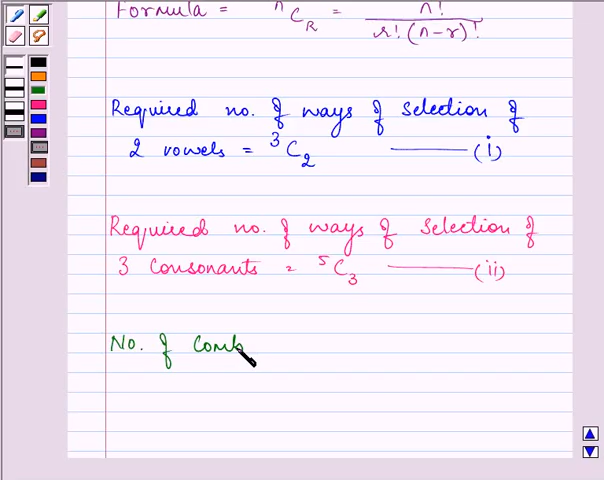 Formula = ⁿC_R = n! / r!(n-r)!
Required no. of ways of selection of
2 vowels = ³C₂ ——— (i)
Required no. of ways of selection of
3 consonants = ⁵C₃ ——— (ii)
No. of Comb